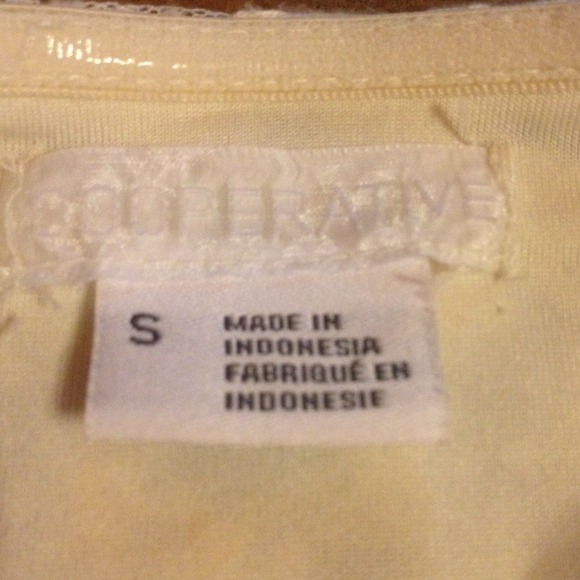 COOPERATIVE
S
MADE IN
INDONESIA
FABRIQUÉ EN
INDONESIE